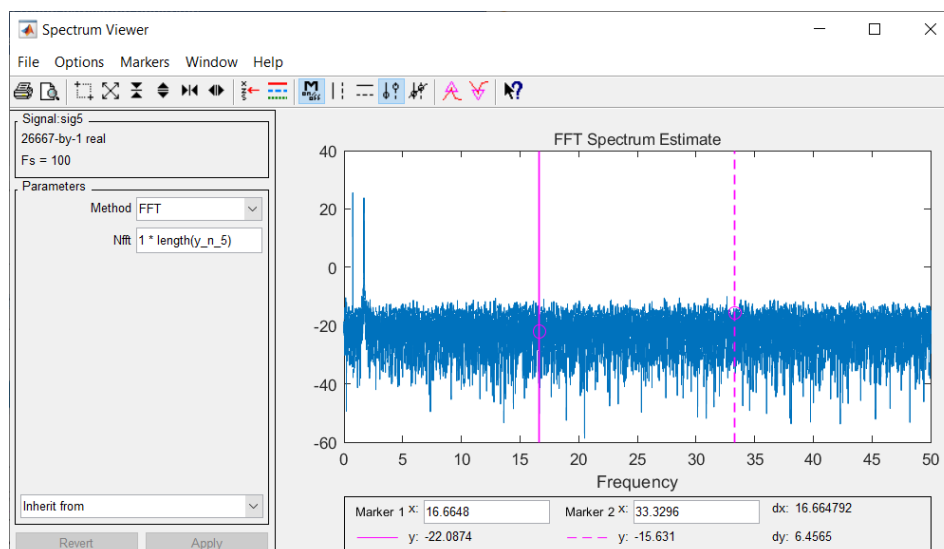 Spectrum Viewer
File Options Markers Window Help
Signal:sig5
26667-by-1 real
Fs = 100
Parameters
Method FFT
Nfft 1 * length(y_n_5)
Inherit from
Revert Apply
FFT Spectrum Estimate
40
20
0
-20
-40
-60
0 5 10 15 20 25 30 35 40 45 50
Frequency
Marker 1 x: 16.6648 Marker 2 x: 33.3296 dx: 16.664792
y: -22.0874 y: -15.631 dy: 6.4565